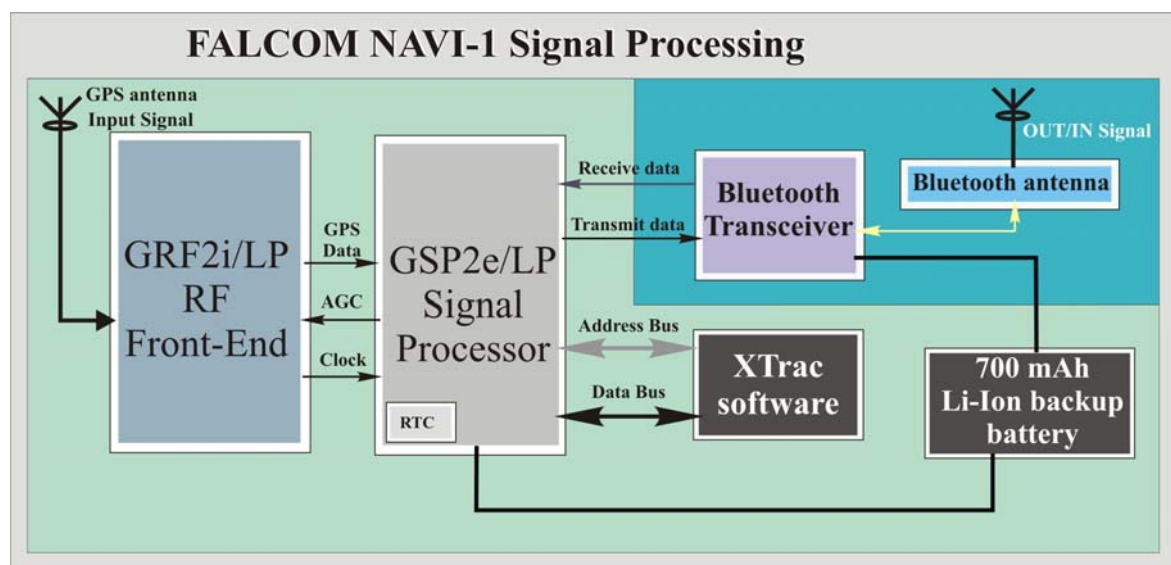 FALCOM NAVI-1 Signal Processing
GPS antenna
Input Signal
OUT/IN Signal
Bluetooth antenna
Receive data
Bluetooth
Transceiver
Transmit data
GPS
Data
GRF2i/LP
RF
Front-End
GSP2e/LP
Signal
Processor
AGC
Clock
RTC
Address Bus
Data Bus
XTrac
software
700 mAh
Li-Ion backup
battery